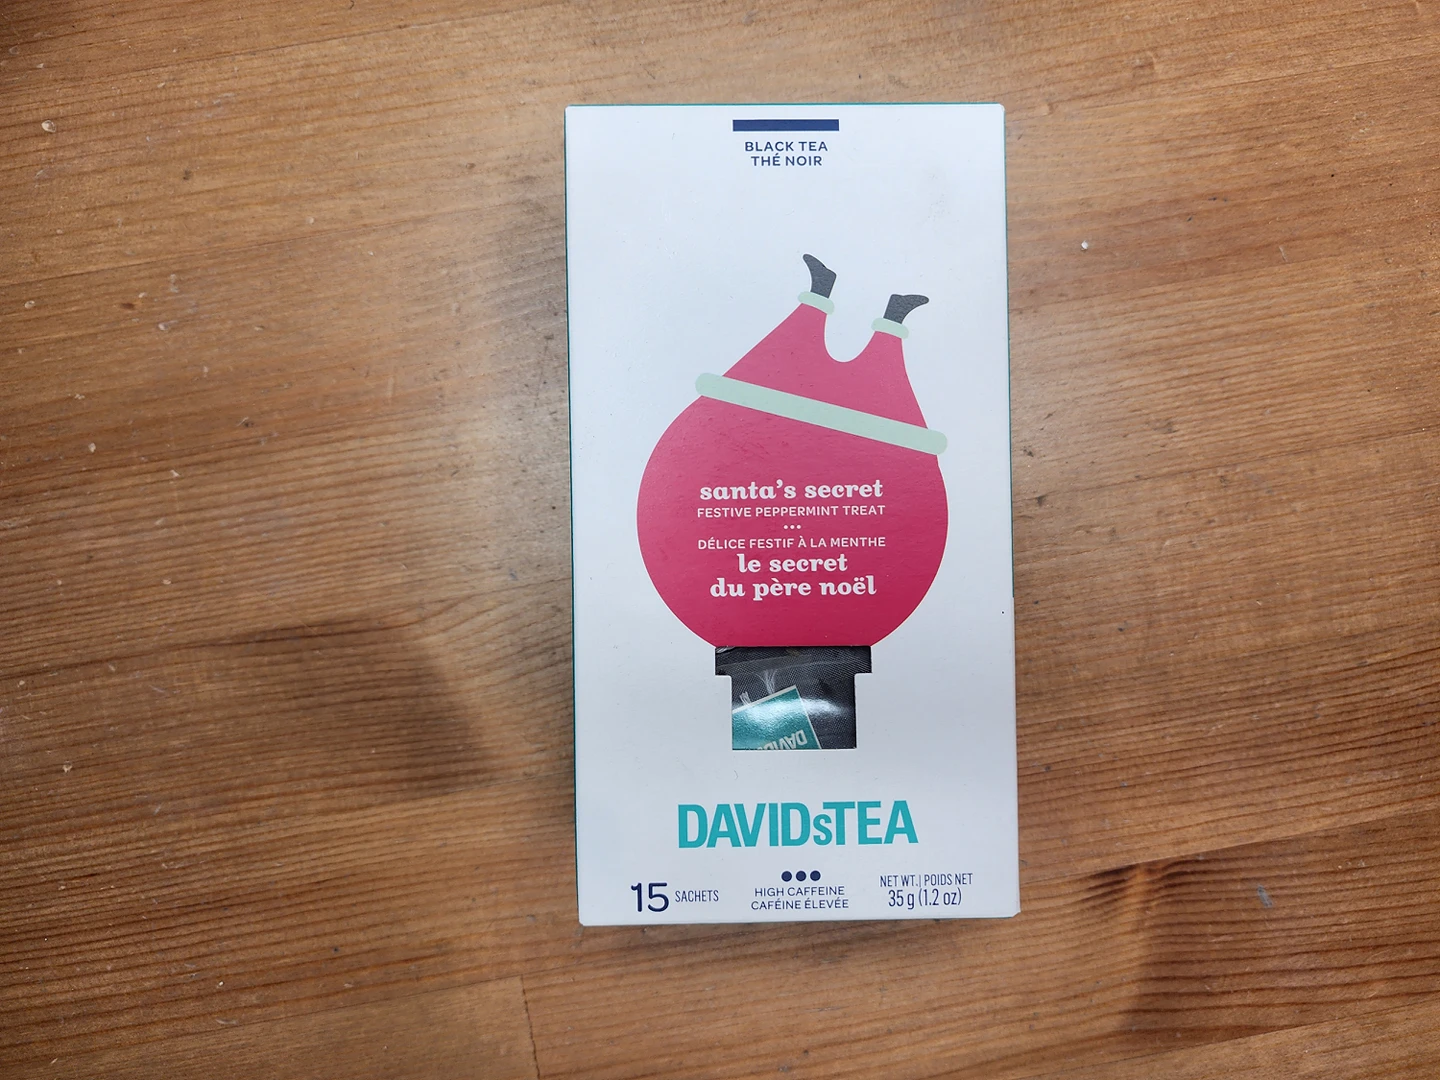 BLACK TEA
THÉ NOIR
santa's secret
FESTIVE PEPPERMINT TREAT
...
DÉLICE FESTIF À LA MENTHE
le secret
du père noël
DAVIDsTEA
15 SACHETS
HIGH CAFFEINE
CAFÉINE ÉLEVÉE
NET WT. | POIDS NET
35 g (1.2 oz)